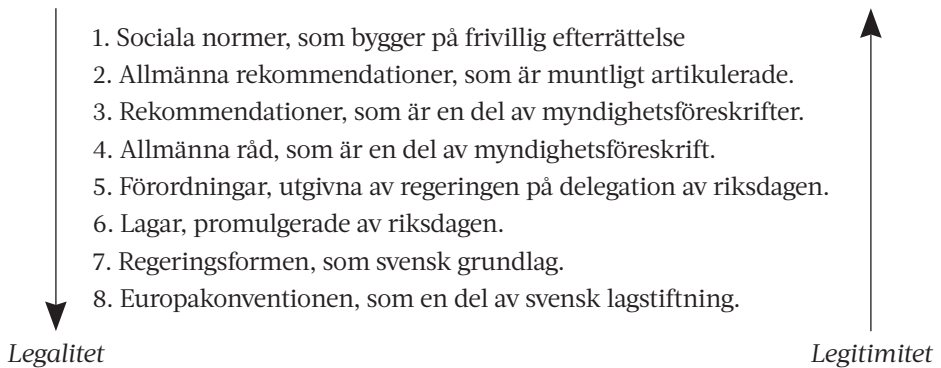 1. Sociala normer, som bygger på frivillig efterrättelse
2. Allmänna rekommendationer, som är muntligt artikulerade.
3. Rekommendationer, som är en del av myndighetsföreskrifter.
4. Allmänna råd, som är en del av myndighetsföreskrift.
5. Förordningar, utgivna av regeringen på delegation av riksdagen.
6. Lagar, promulgerade av riksdagen.
7. Regeringsformen, som svensk grundlag.
8. Europakonventionen, som en del av svensk lagstiftning.
Legalitet Legitimitet